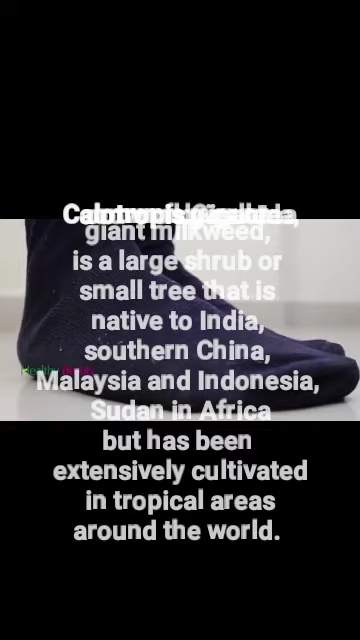 giant milkweed,
is a large shrub or
small tree that is
native to India,
southern China,
Malaysia and Indonesia,
Sudan in Africa
but has been
extensively cultivated
in tropical areas
around the world.